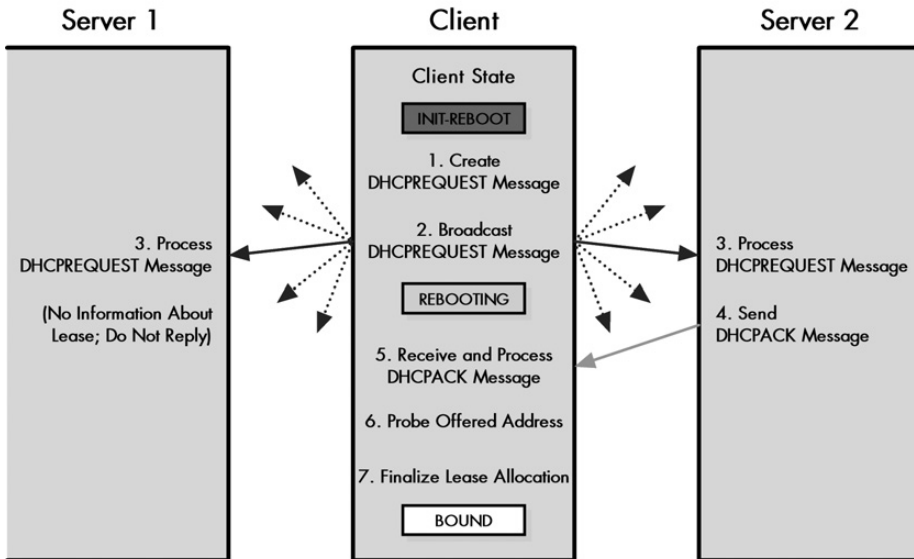 Server 1
Client
Server 2
Client State
INIT-REBOOT
1. Create
DHCPREQUEST Message
2. Broadcast
DHCPREQUEST Message
3. Process
DHCPREQUEST Message
(No Information About
Lease; Do Not Reply)
3. Process
DHCPREQUEST Message
REBOOTING
4. Send
DHCPACK Message
5. Receive and Process
DHCPACK Message
6. Probe Offered Address
7. Finalize Lease Allocation
BOUND